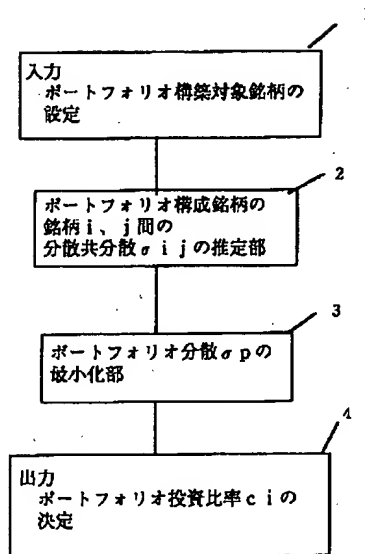 入力
ポートフォリオ構築対象銘柄の
設定
2
ポートフォリオ構成銘柄の
銘柄i、j間の
分散共分散σijの推定部
3
ポートフォリオ分散σpの
最小化部
4
出力
ポートフォリオ投資比率ciの
決定